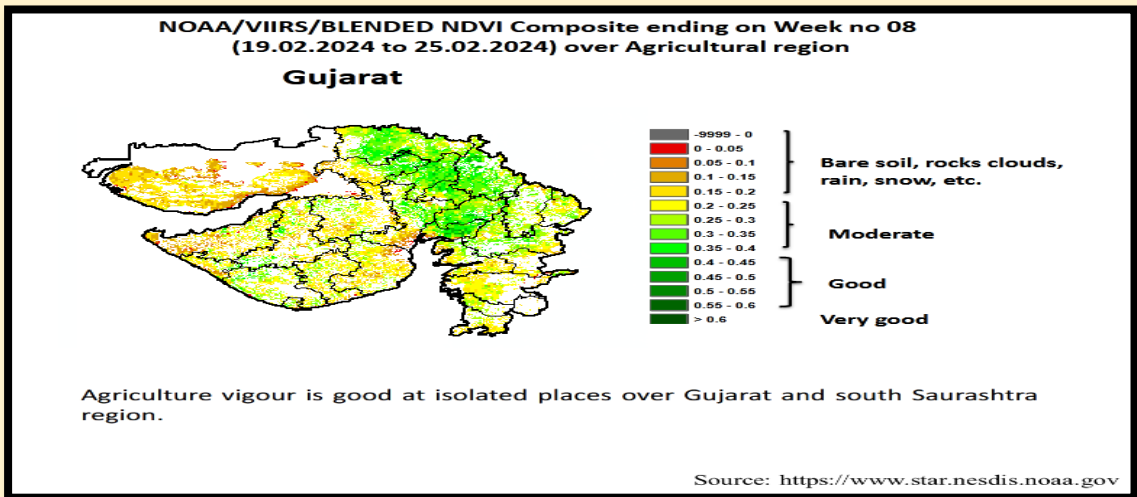 NOAA/VIIRS/BLENDED NDVI Composite ending on Week no 08
(19.02.2024 to 25.02.2024) over Agricultural region
Gujarat
-9999 - 0
0 - 0.05
0.05 - 0.1
0.1 - 0.15
0.15 - 0.2
0.2 - 0.25
0.25 - 0.3
0.3 - 0.35
0.35 - 0.4
0.4 - 0.45
0.45 - 0.5
0.5 - 0.55
0.55 - 0.6
> 0.6
Bare soil, rocks clouds,
rain, snow, etc.
Moderate
Good
Very good
Agriculture vigour is good at isolated places over Gujarat and south Saurashtra
region.
Source: https://www.star.nesdis.noaa.gov